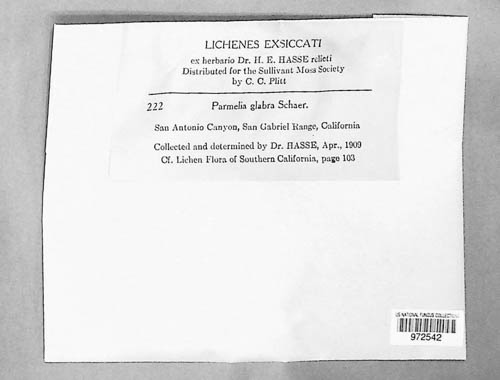 LICHENES EXSICCATI
ex herbario Dr. H. E. HASSE relicti
Distributed for the Sullivant Moss Society
by C. C. Plitt
222 Parmelia glabra Schaer.
San Antonio Canyon, San Gabriel Range, California
Collected and determined by Dr. HASSE, Apr., 1909
Cf. Lichen Flora of Southern California, page 103
US NATIONAL FUNGUS COLLECTIONS
972542